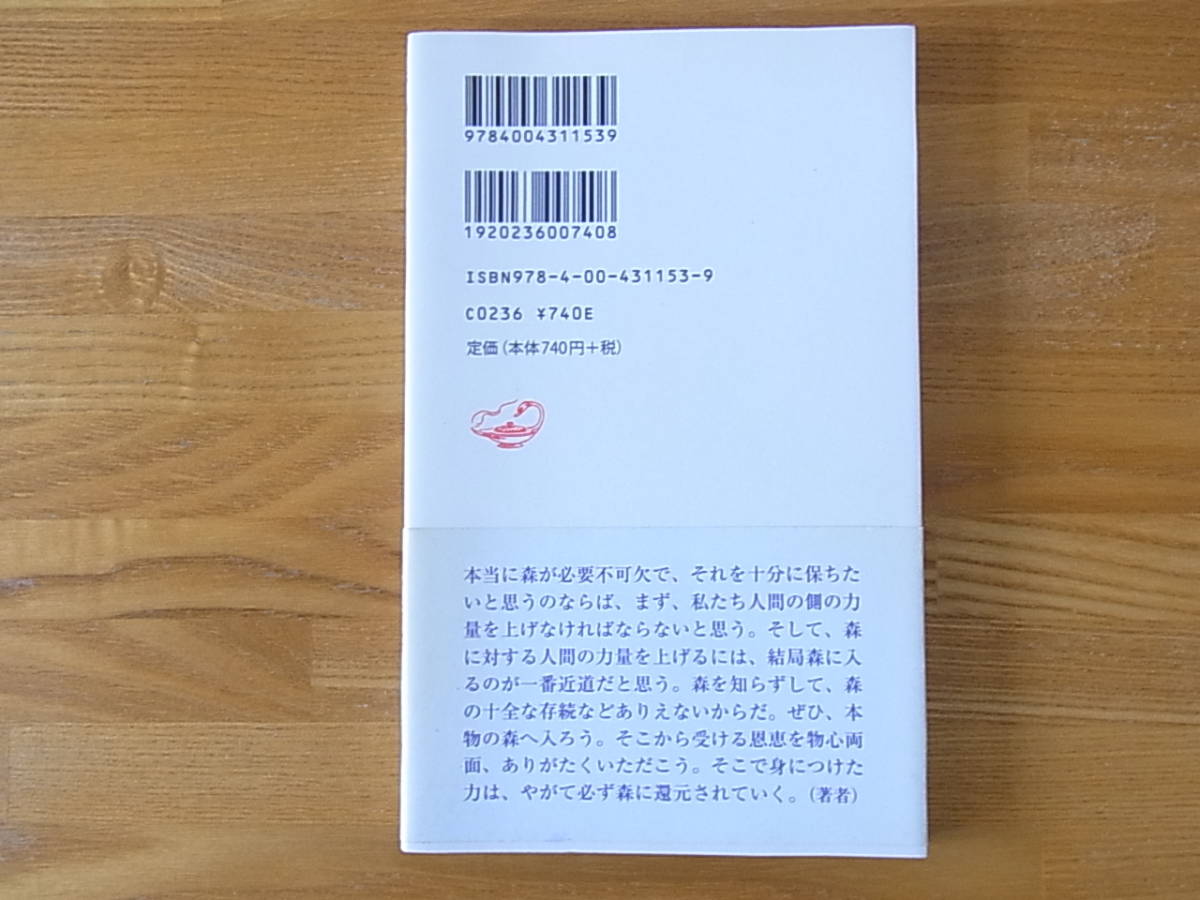 9784004311539
1920236007408
ISBN978-4-00-431153-9
C0236 ¥740E
定価(本体740円+税)
本当に森が必要不可欠で、それを十分に保ちた
いと思うのならば、まず、私たち人間の側の力
量を上げなければならないと思う。そして、森
に対する人間の力量を上げるには、結局森に入
るのが一番近道だと思う。森を知らずして、森
の十全な存続などありえないからだ。ぜひ、本
物の森へ入ろう。そこから受ける恩恵を物心両
面、ありがたくいただこう。そこで身につけた
力は、やがて必ず森に還元されていく。(著者)